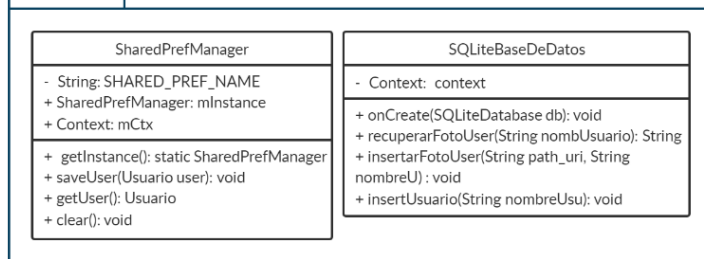 SharedPrefManager
- String: SHARED_PREF_NAME
+ SharedPrefManager: mInstance
+ Context: mCtx
+ getInstance(): static SharedPrefManager
+ saveUser(Usuario user): void
+ getUser(): Usuario
+ clear(): void
SQLiteBaseDeDatos
- Context: context
+ onCreate(SQLiteDatabase db): void
+ recuperarFotoUser(String nombUsuario): String
+ insertarFotoUser(String path_uri, String
nombreU) : void
+ insertUsuario(String nombreUsu): void